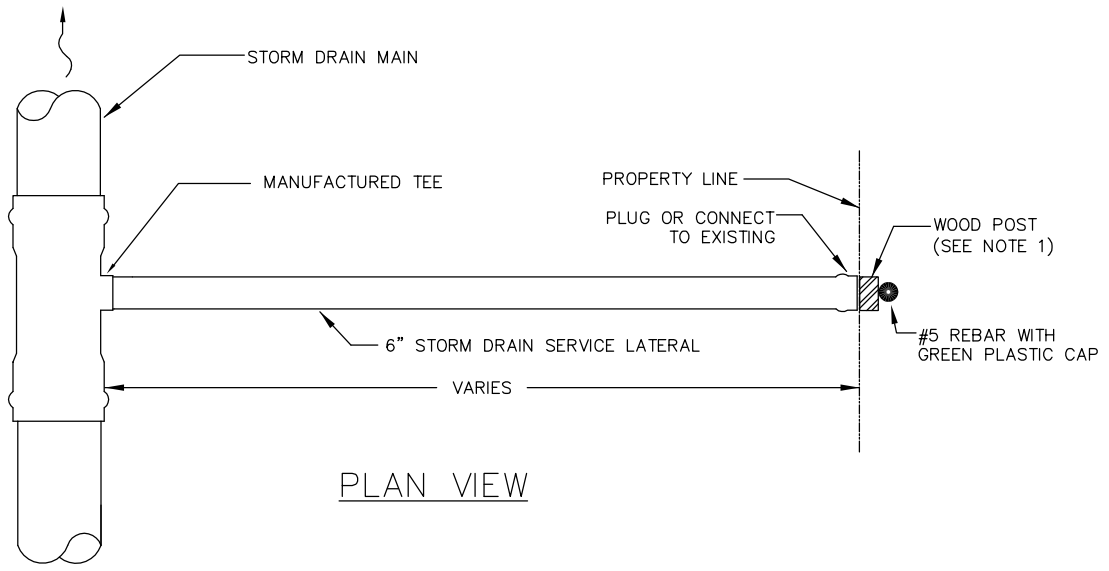 STORM DRAIN MAIN
MANUFACTURED TEE
PROPERTY LINE
PLUG OR CONNECT
TO EXISTING
WOOD POST
(SEE NOTE 1)
#5 REBAR WITH
GREEN PLASTIC CAP
6" STORM DRAIN SERVICE LATERAL
VARIES
PLAN VIEW